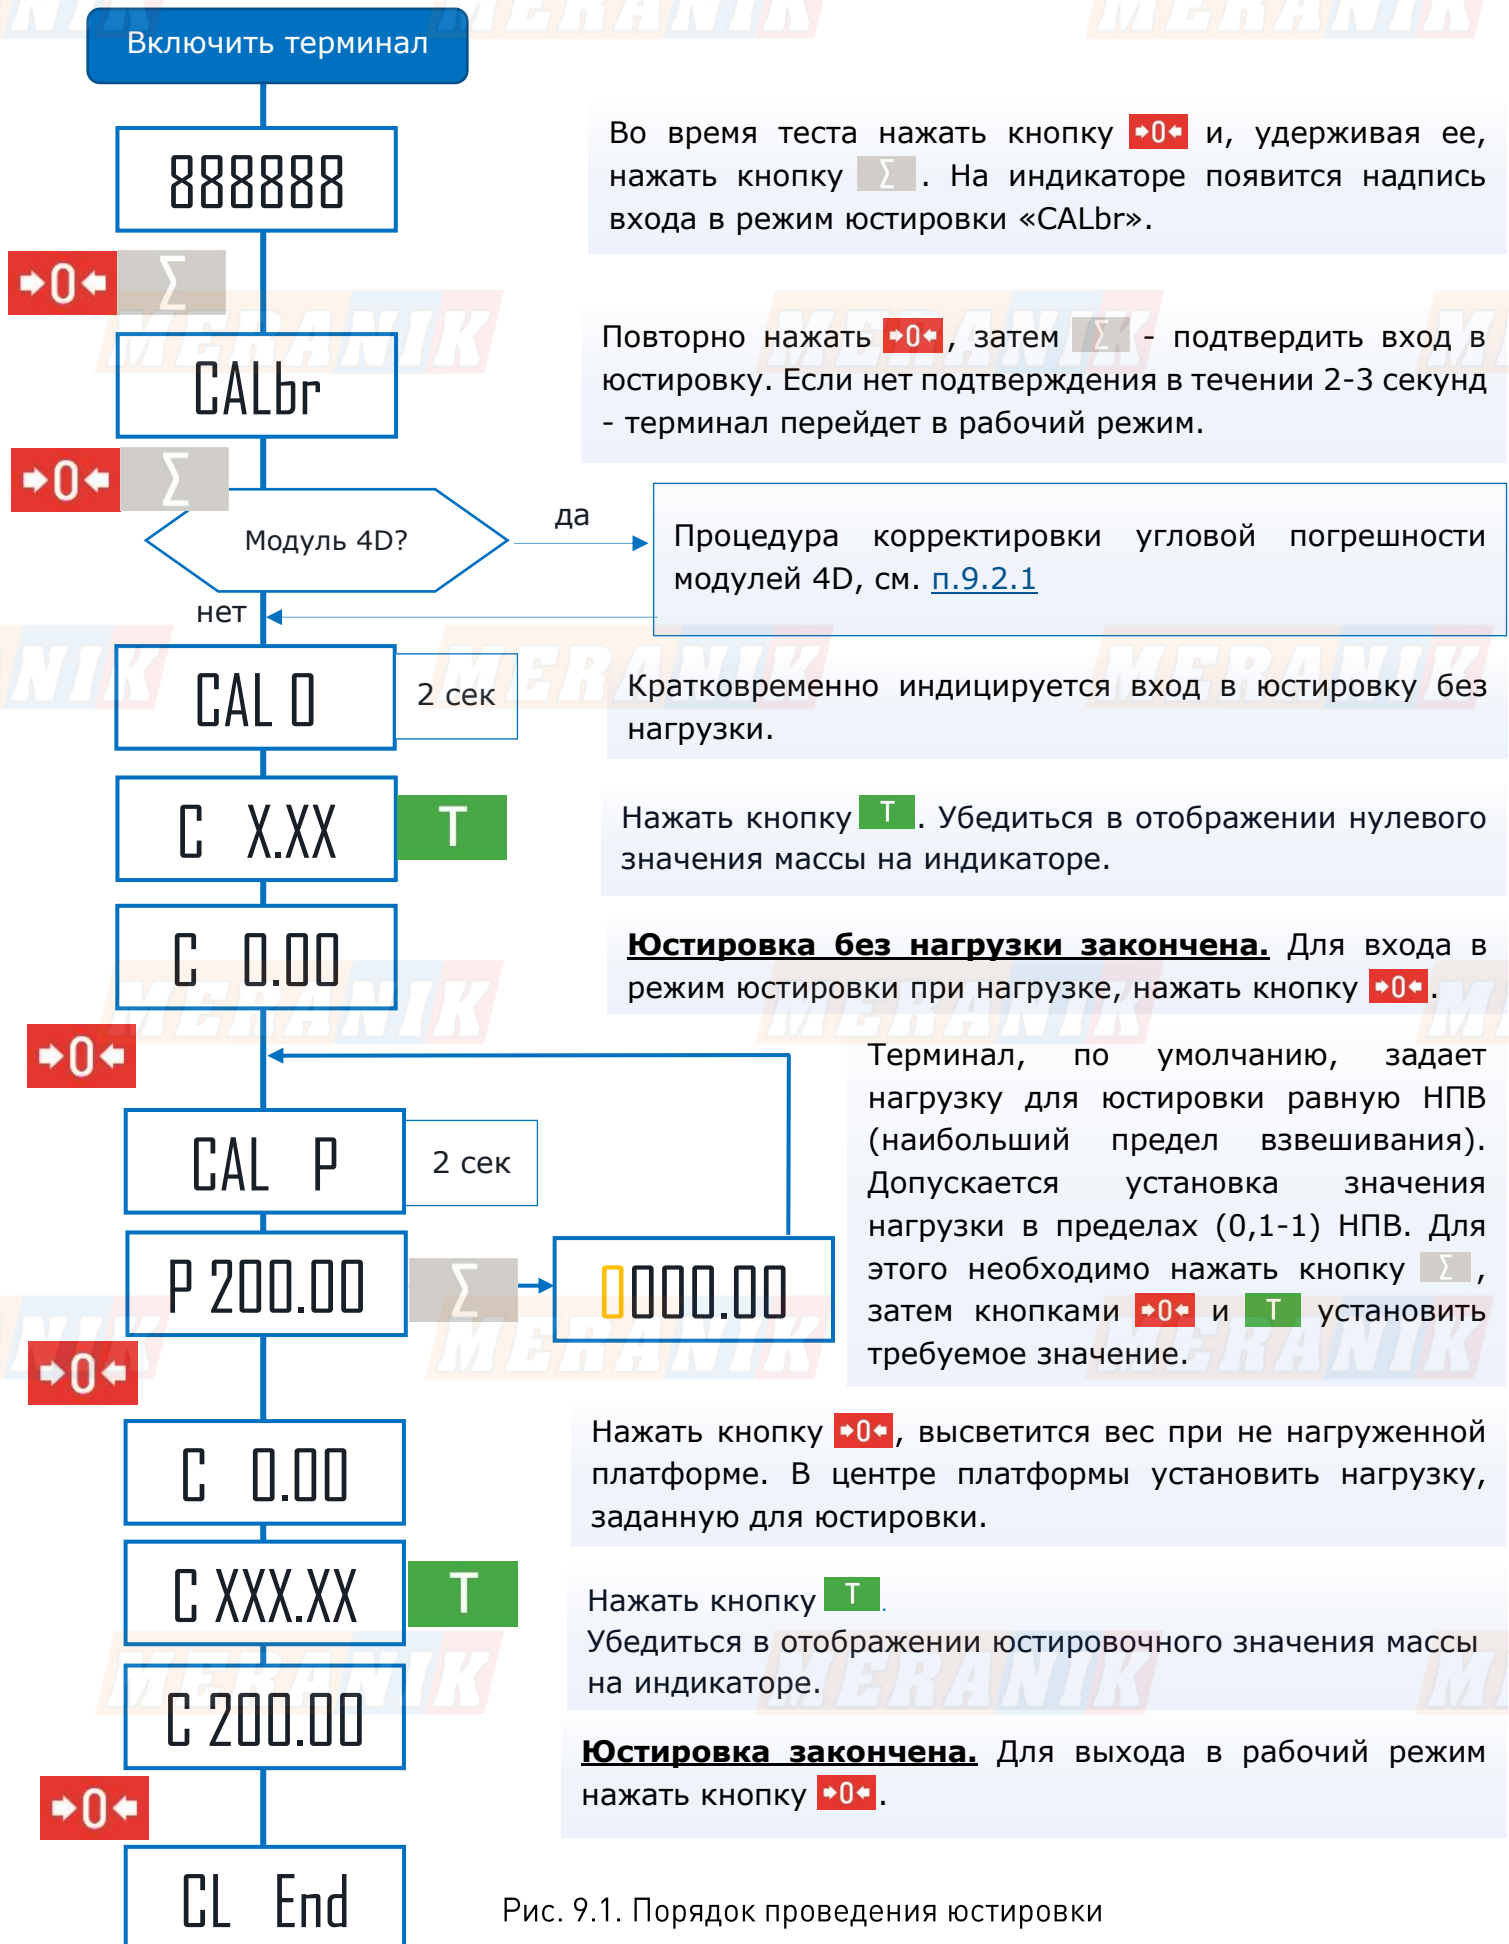 Включить терминал
888888
Во время теста нажать кнопку →0← и, удерживая ее,
нажать кнопку Σ . На индикаторе появится надпись
входа в режим юстировки «CALbr».
→0← Σ
CALbr
Повторно нажать →0←, затем Σ - подтвердить вход в
юстировку. Если нет подтверждения в течении 2-3 секунд
- терминал перейдет в рабочий режим.
→0← Σ
Модуль 4D?
да
Процедура корректировки угловой погрешности
модулей 4D, см. п.9.2.1
нет
CAL 0
2 сек
Кратковременно индицируется вход в юстировку без
нагрузки.
C X.XX
T
Нажать кнопку T . Убедиться в отображении нулевого
значения массы на индикаторе.
C 0.00
Юстировка без нагрузки закончена. Для входа в
режим юстировки при нагрузке, нажать кнопку →0←.
→0←
CAL P
2 сек
Терминал, по умолчанию, задает
нагрузку для юстировки равную НПВ
(наибольший предел взвешивания).
Допускается установка значения
нагрузки в пределах (0,1-1) НПВ. Для
этого необходимо нажать кнопку Σ ,
затем кнопками →0← и T установить
требуемое значение.
P 200.00
Σ
0000.00
→0←
C 0.00
Нажать кнопку →0←, высветится вес при не нагруженной
платформе. В центре платформы установить нагрузку,
заданную для юстировки.
C XXX.XX
T
Нажать кнопку T .
Убедиться в отображении юстировочного значения массы
на индикаторе.
C 200.00
Юстировка закончена. Для выхода в рабочий режим
нажать кнопку →0←.
→0←
CL End
Рис. 9.1. Порядок проведения юстировки
MERANIK